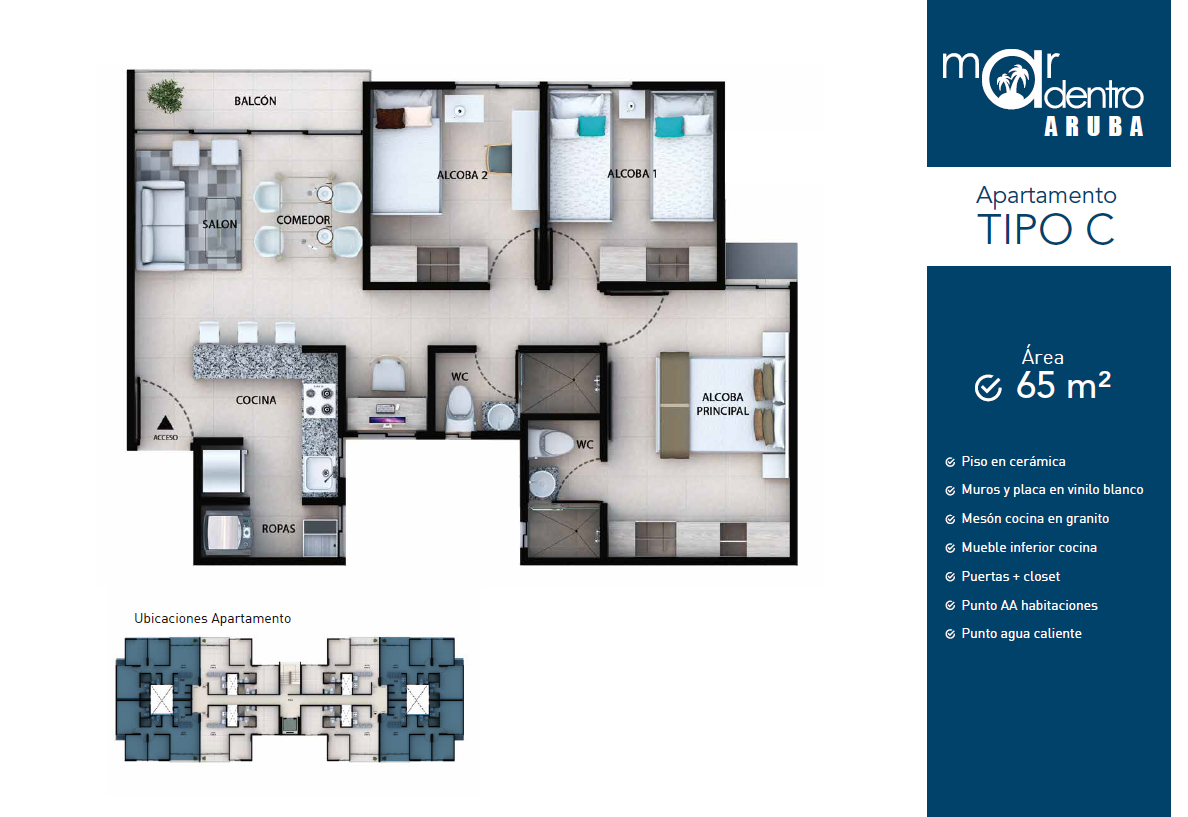 BALCÓN
ALCOBA 2
ALCOBA 1
SALON
COMEDOR
WC
COCINA
ALCOBA
PRINCIPAL
ACCESO
WC
ROPAS
Ubicaciones Apartamento
mar
dentro
ARUBA
Apartamento
TIPO C
Área
65 m²
Piso en cerámica
Muros y placa en vinilo blanco
Mesón cocina en granito
Mueble inferior cocina
Puertas + closet
Punto AA habitaciones
Punto agua caliente